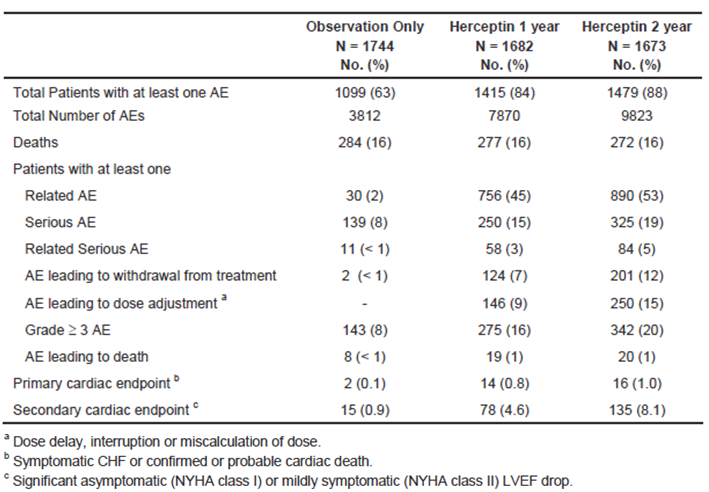 Observation Only Herceptin 1 year Herceptin 2 year
N = 1744 N = 1682 N = 1673
No. (%) No. (%) No. (%)
Total Patients with at least one AE 1099 (63) 1415 (84) 1479 (88)
Total Number of AEs 3812 7870 9823
Deaths 284 (16) 277 (16) 272 (16)
Patients with at least one
Related AE 30 (2) 756 (45) 890 (53)
Serious AE 139 (8) 250 (15) 325 (19)
Related Serious AE 11 (< 1) 58 (3) 84 (5)
AE leading to withdrawal from treatment 2 (< 1) 124 (7) 201 (12)
AE leading to dose adjustment a - 146 (9) 250 (15)
Grade ≥ 3 AE 143 (8) 275 (16) 342 (20)
AE leading to death 8 (< 1) 19 (1) 20 (1)
Primary cardiac endpoint b 2 (0.1) 14 (0.8) 16 (1.0)
Secondary cardiac endpoint c 15 (0.9) 78 (4.6) 135 (8.1)
a Dose delay, interruption or miscalculation of dose.
b Symptomatic CHF or confirmed or probable cardiac death.
c Significant asymptomatic (NYHA class I) or mildly symptomatic (NYHA class II) LVEF drop.